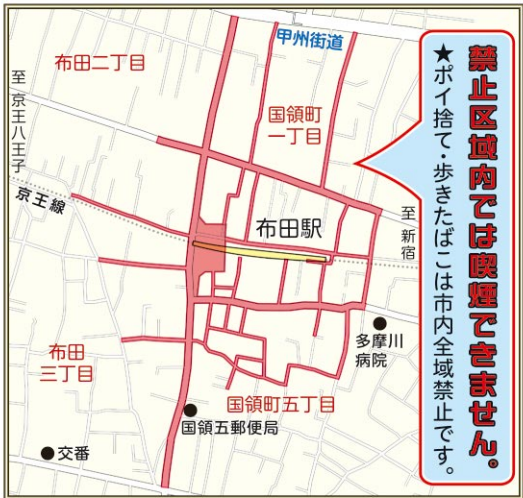 甲州街道
布田二丁目
国領町
一丁目
至 京王八王子
京王線
布田駅
至 新宿
布田
三丁目
多摩川
病院
国領町五丁目
国領五郵便局
交番
禁止区域内では喫煙できません。
★ポイ捨て・歩きたばこは市内全域禁止です。